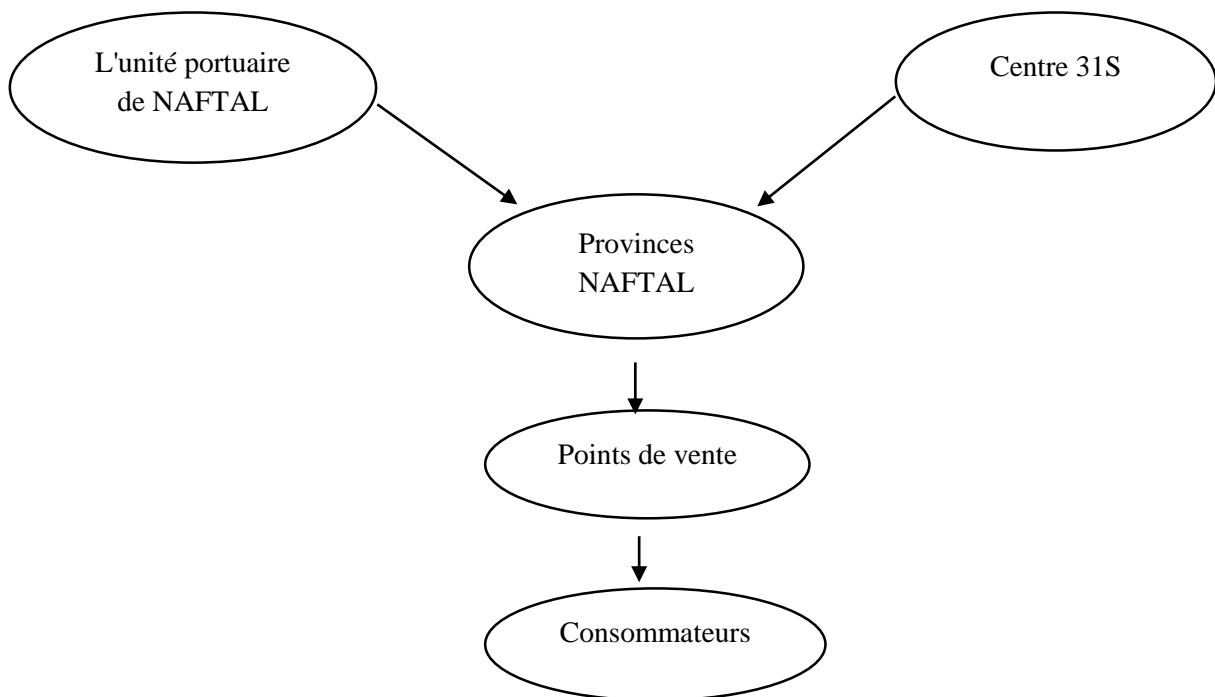 L'unité portuaire
de NAFTAL
Centre 31S
Provinces
NAFTAL
Points de vente
Consommateurs